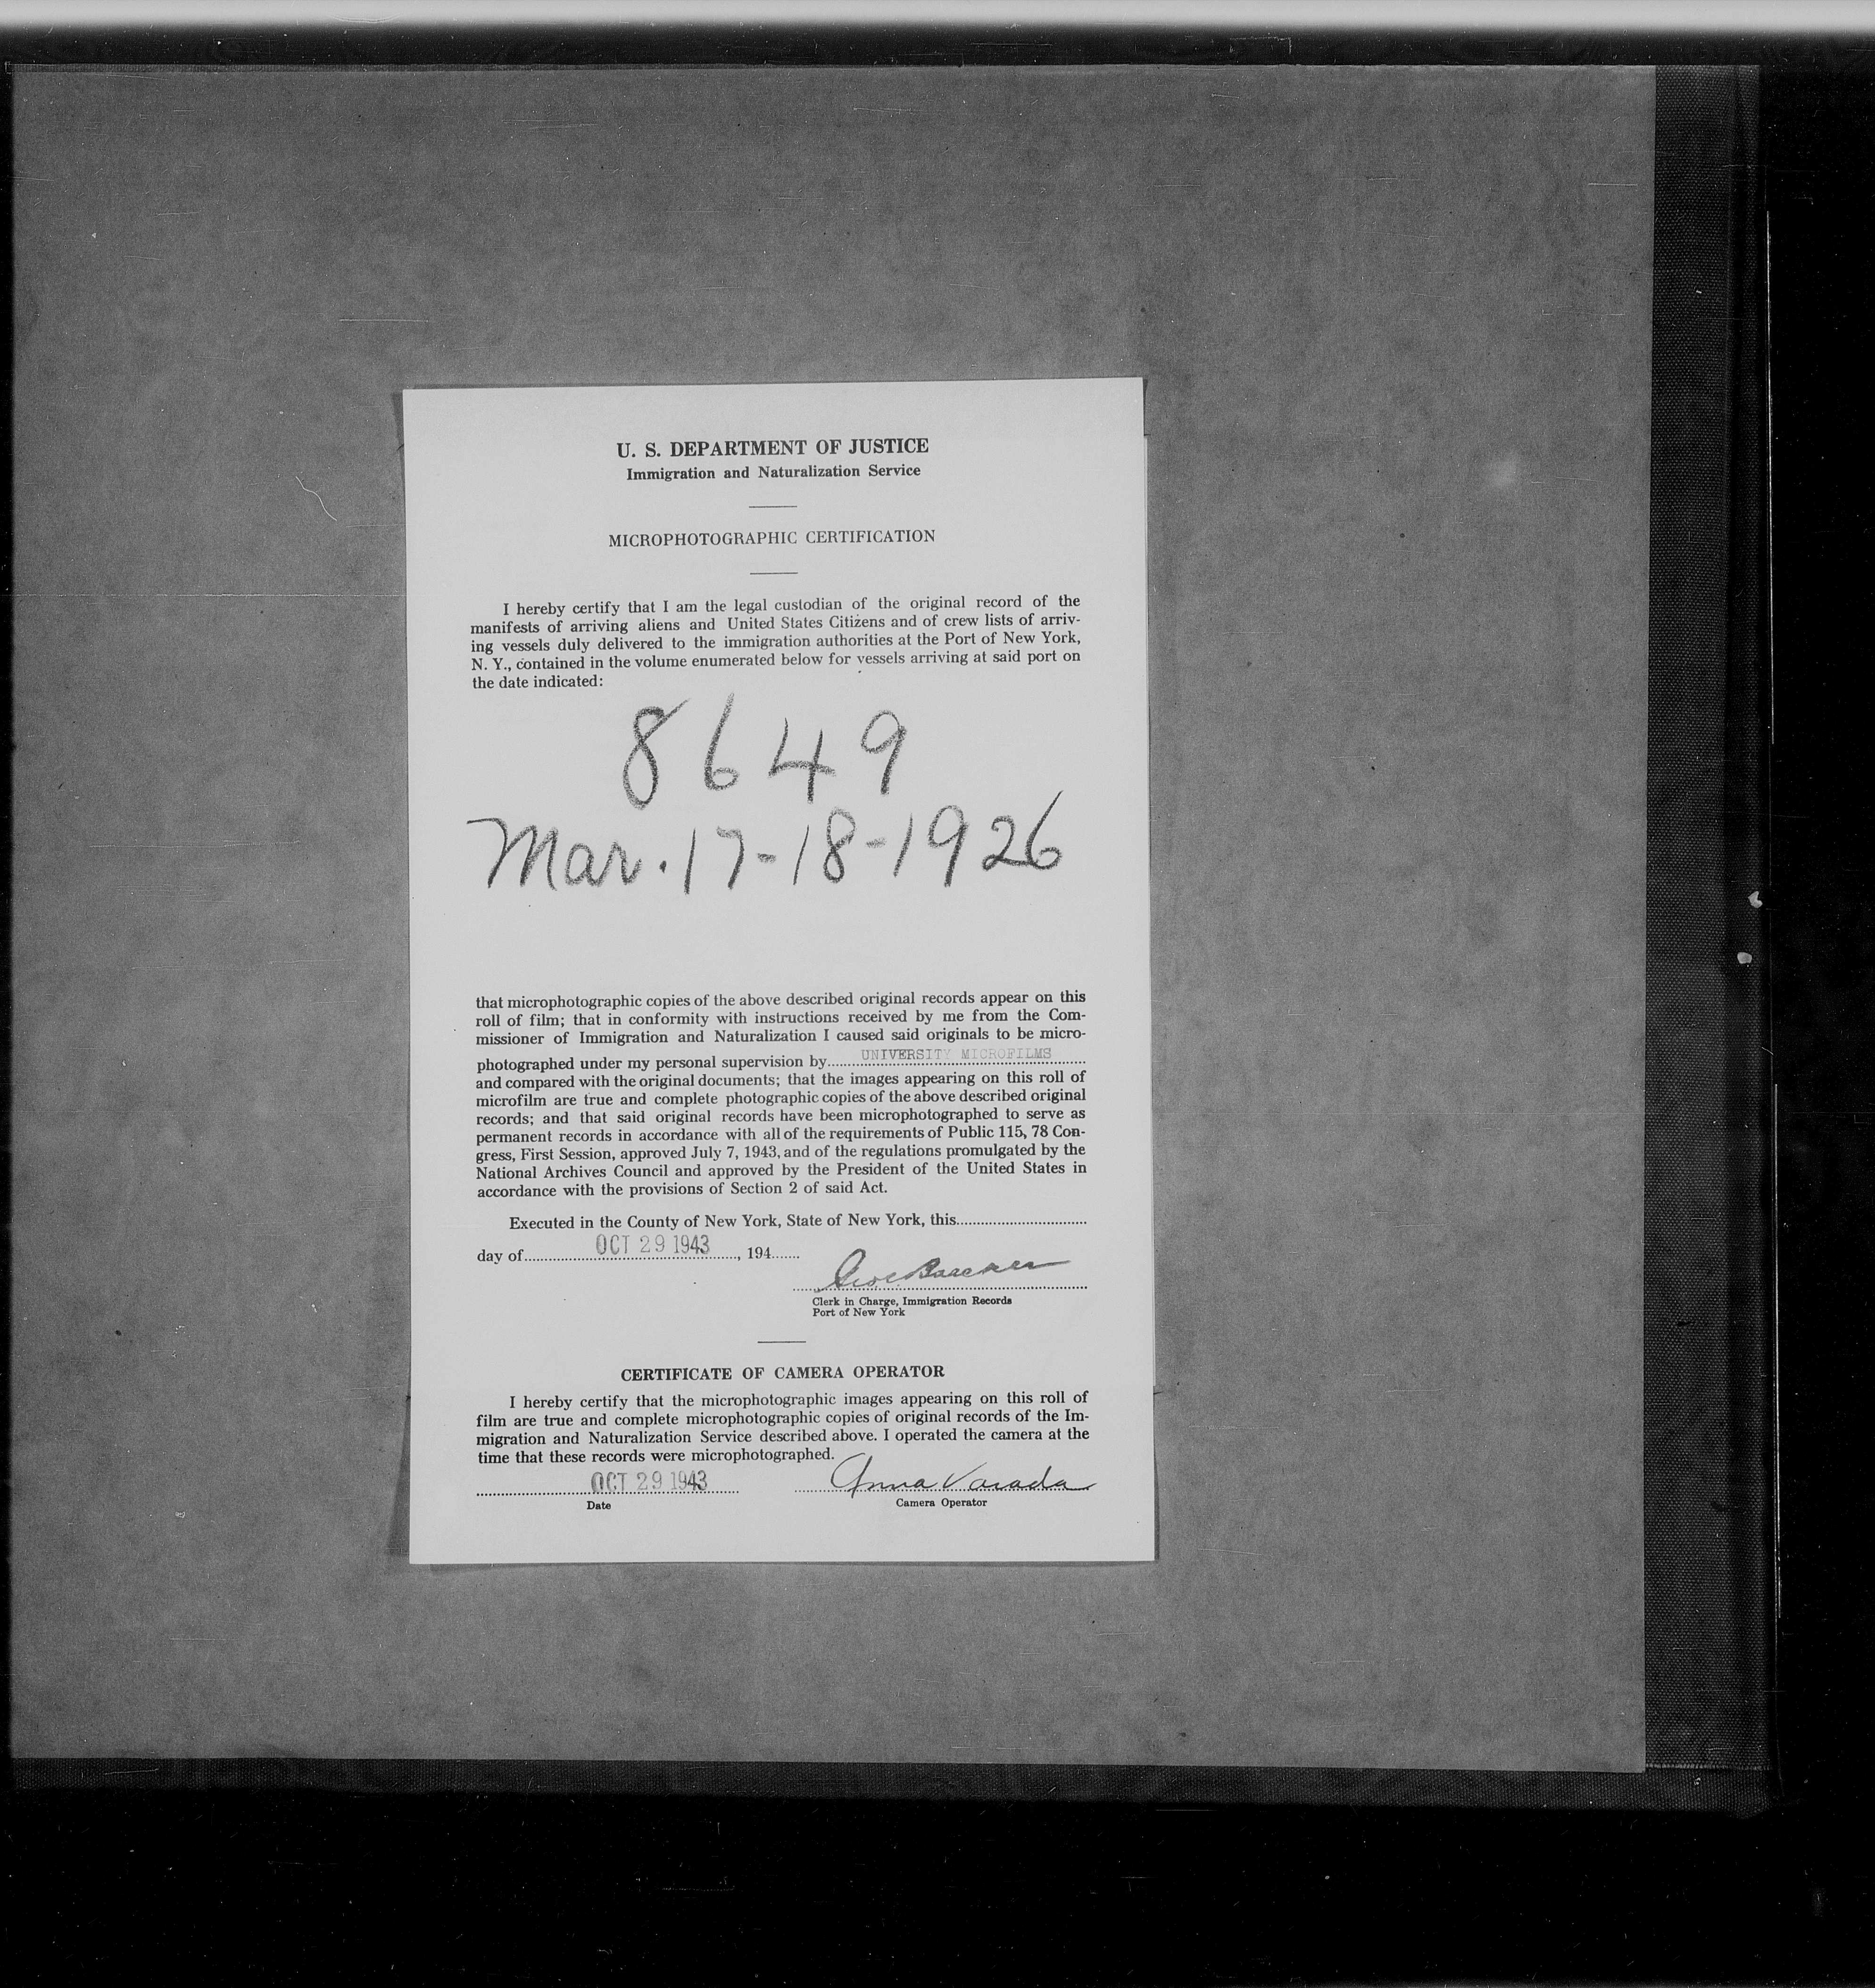 U. S. DEPARTMENT OF JUSTICE
Immigration and Naturalization Service
MICROPHOTOGRAPHIC CERTIFICATION
I hereby certify that I am the legal custodian of the original record of the
manifests of arriving aliens and United States Citizens and of crew lists of arriv-
ing vessels duly delivered to the immigration authorities at the Port of New York,
N. Y., contained in the volume enumerated below for vessels arriving at said port on
the date indicated:
8649
Mar. 17-18-1926
that microphotographic copies of the above described original records appear on this
roll of film; that in conformity with instructions received by me from the Com-
missioner of Immigration and Naturalization I caused said originals to be micro-
photographed under my personal supervision by UNIVERSITY MICROFILMS
and compared with the original documents; that the images appearing on this roll of
microfilm are true and complete photographic copies of the above described original
records; and that said original records have been microphotographed to serve as
permanent records in accordance with all of the requirements of Public 115, 78 Con-
gress, First Session, approved July 7, 1943, and of the regulations promulgated by the
National Archives Council and approved by the President of the United States in
accordance with the provisions of Section 2 of said Act.
Executed in the County of New York, State of New York, this
day of OCT 29 1943, 194
Clerk in Charge, Immigration Records
Port of New York
CERTIFICATE OF CAMERA OPERATOR
I hereby certify that the microphotographic images appearing on this roll of
film are true and complete microphotographic copies of original records of the Im-
migration and Naturalization Service described above. I operated the camera at the
time that these records were microphotographed.
OCT 29 1943 Anna Varada
Date Camera Operator